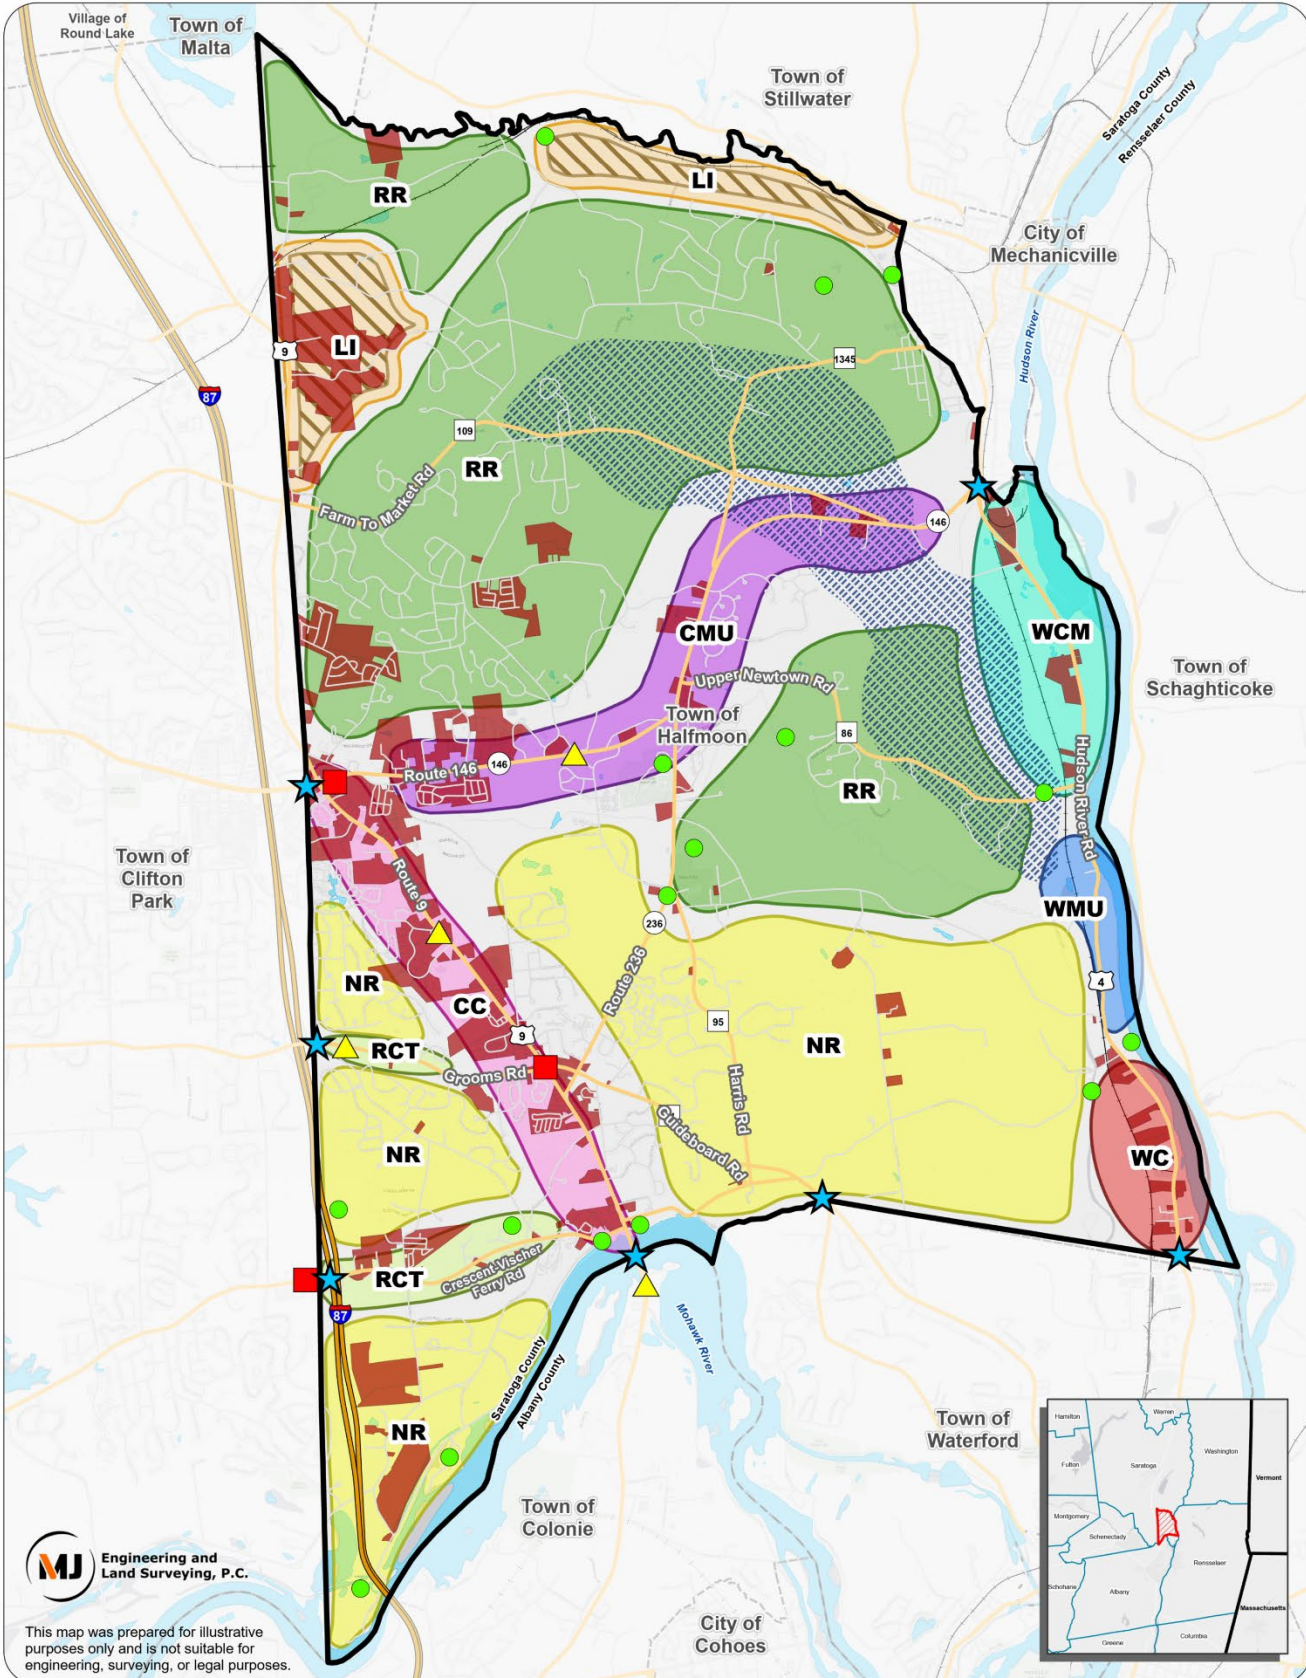 Village of
Round Lake
Town of
Malta
Town of
Stillwater
Saratoga County
Rensselaer County
RR
LI
City of
Mechanicville
Hudson River
LI
9
87
1345
109
RR
Farm To Market Rd
146
CMU
WCM
Upper Newtown Rd
Town of
Schaghticoke
Town of
Halfmoon
86
Route 146
146
RR
Hudson River Rd
Town of
Clifton
Park
Route 9
WMU
236
NR
Route 236
4
CC
95
9
NR
RCT
Grooms Rd
Harris Rd
Guideboard Rd
NR
WC
RCT
Crescent-Vischer
Ferry Rd
87
Mohawk River
Saratoga County
Albany County
NR
Town of
Waterford
Town of
Colonie
City of
Cohoes
MJ
Engineering and
Land Surveying, P.C.
This map was prepared for illustrative
purposes only and is not suitable for
engineering, surveying, or legal purposes.
Hamilton
Warren
Washington
Fulton
Saratoga
Vermont
Montgomery
Schenectady
Rensselaer
Schoharie
Albany
Massachusetts
Greene
Columbia